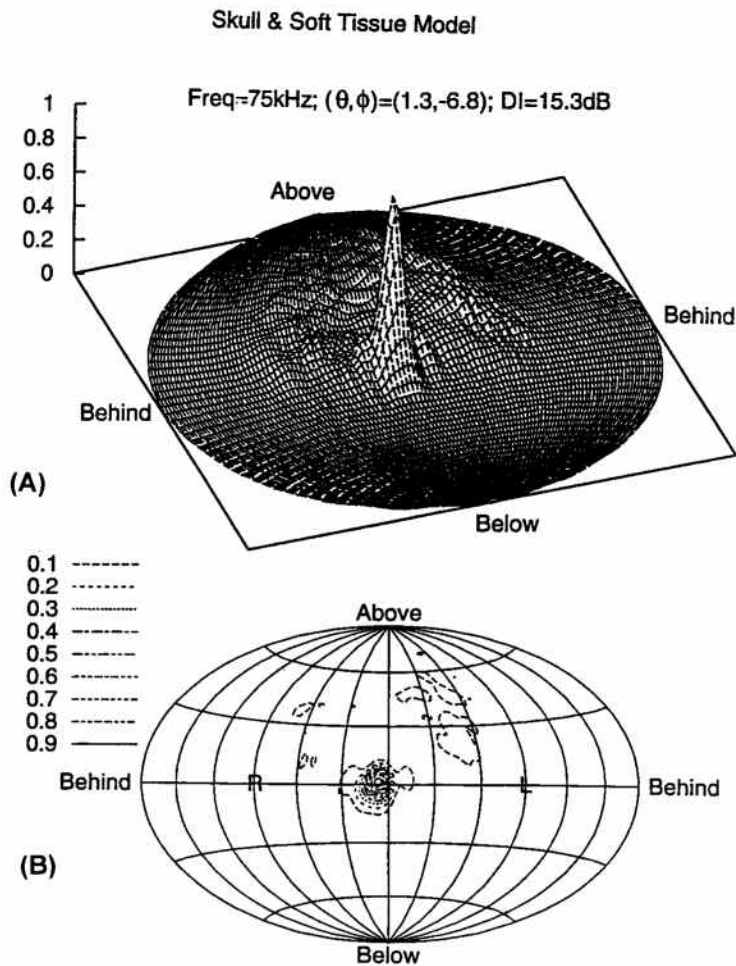 Skull & Soft Tissue Model
Freq=75kHz; (θ,ϕ)=(1.3,-6.8); DI=15.3dB
1
0.8
0.6
0.4
0.2
0
Above
Behind
Behind
Below
(A)
0.1
0.2
0.3
0.4
0.5
0.6
0.7
0.8
0.9
Above
Behind
R
L
Behind
(B)
Below